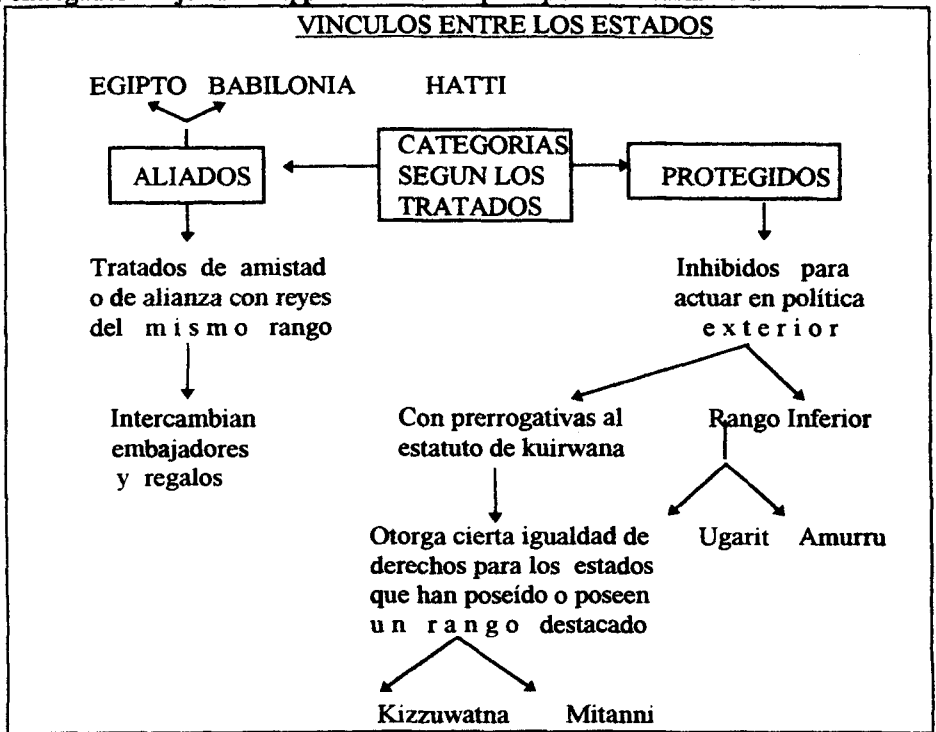 VINCULOS ENTRE LOS ESTADOS
EGIPTO BABILONIA HATTI
CATEGORIAS
SEGUN LOS
TRATADOS
ALIADOS
PROTEGIDOS
Tratados de amistad
o de alianza con reyes
del mismo rango
Inhibidos para
actuar en política
exterior
Intercambian
embajadores
y regalos
Con prerrogativas al
estatuto de kuirwana
Rango Inferior
Otorga cierta igualdad de
derechos para los estados
que han poseído o poseen
un rango destacado
Ugarit Amurru
Kizzuwatna Mitanni